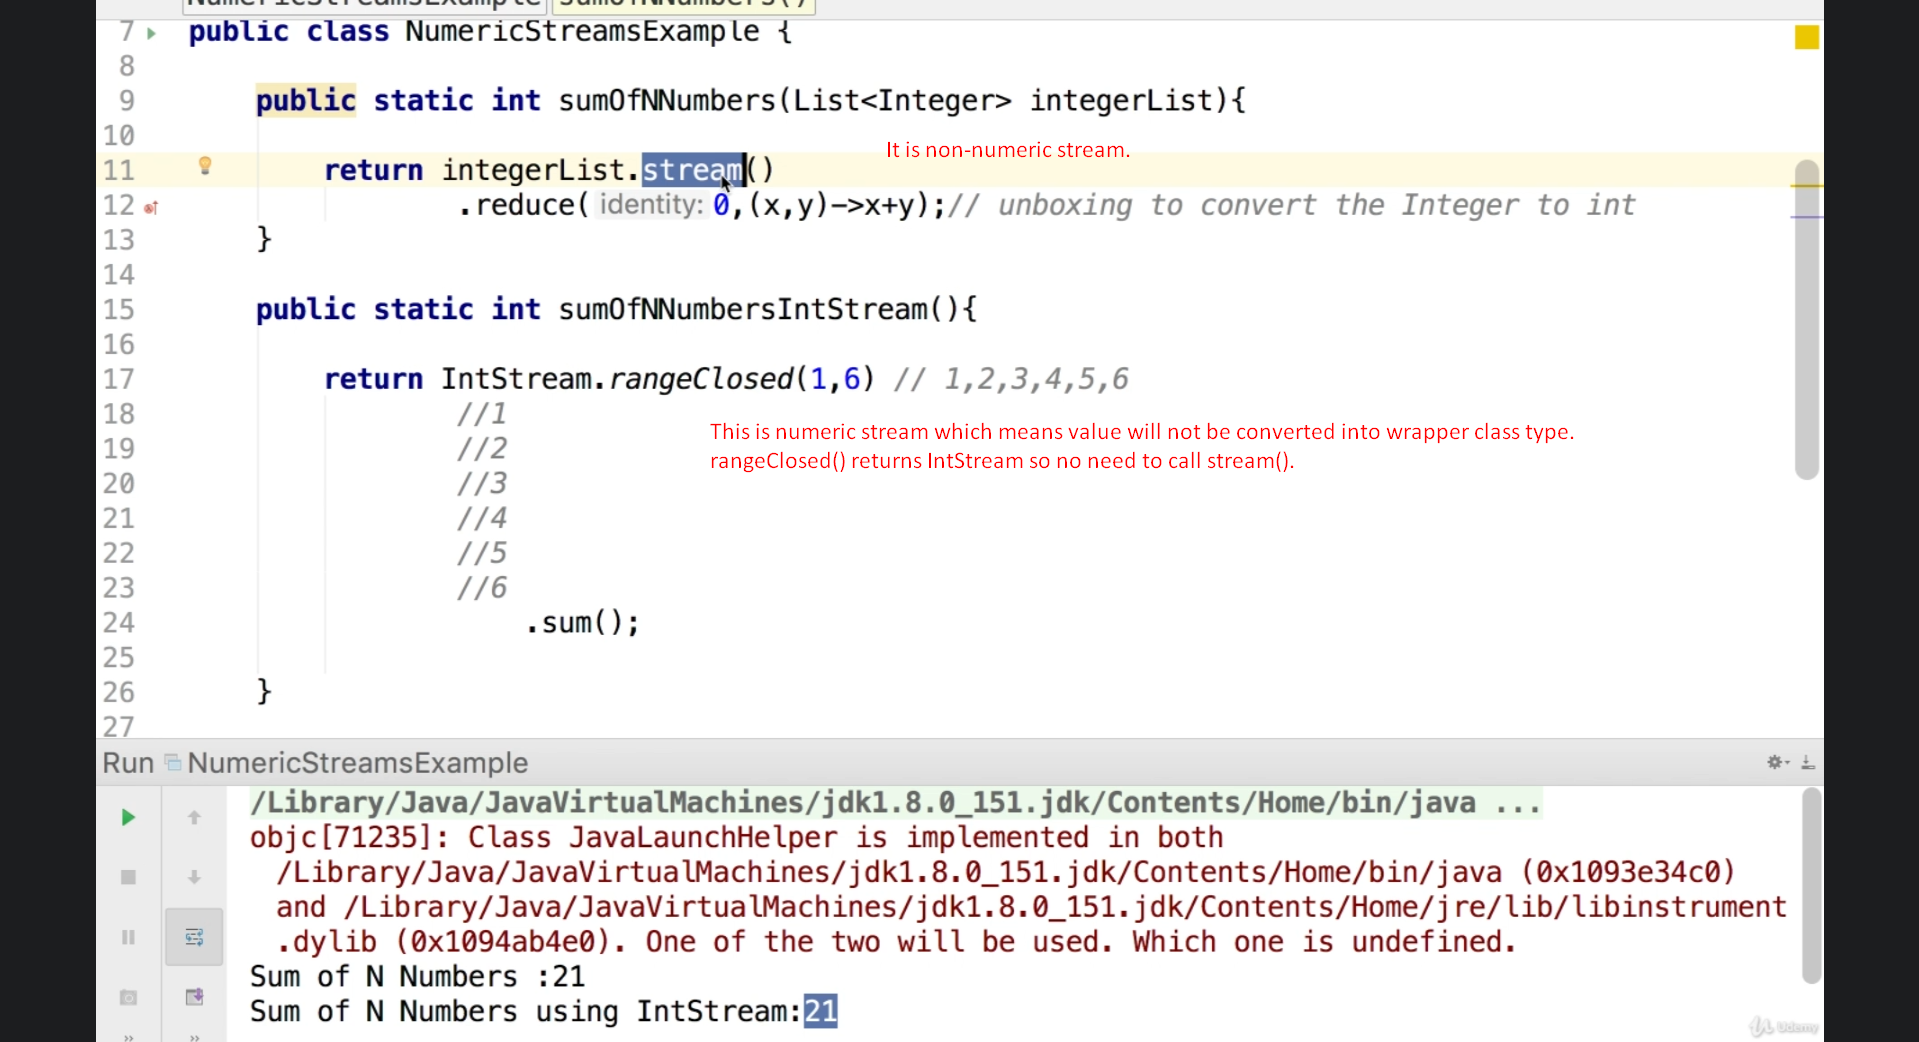 NumericStreamsExample sumOfNNumbers()
7 public class NumericStreamsExample {
8
9 public static int sumOfNNumbers(List<Integer> integerList){
10
It is non-numeric stream.
11 return integerList.stream()
12 .reduce( identity: 0,(x,y)->x+y);// unboxing to convert the Integer to int
13 }
14
15 public static int sumOfNNumbersIntStream(){
16
17 return IntStream.rangeClosed(1,6) // 1,2,3,4,5,6
18 //1
This is numeric stream which means value will not be converted into wrapper class type.
19 //2
rangeClosed() returns IntStream so no need to call stream().
20 //3
21 //4
22 //5
23 //6
24 .sum();
25
26 }
27
Run NumericStreamsExample
/Library/Java/JavaVirtualMachines/jdk1.8.0_151.jdk/Contents/Home/bin/java ...
objc[71235]: Class JavaLaunchHelper is implemented in both
/Library/Java/JavaVirtualMachines/jdk1.8.0_151.jdk/Contents/Home/bin/java (0x1093e34c0)
and /Library/Java/JavaVirtualMachines/jdk1.8.0_151.jdk/Contents/Home/jre/lib/libinstrument
.dylib (0x1094ab4e0). One of the two will be used. Which one is undefined.
Sum of N Numbers :21
Sum of N Numbers using IntStream:21
Udemy